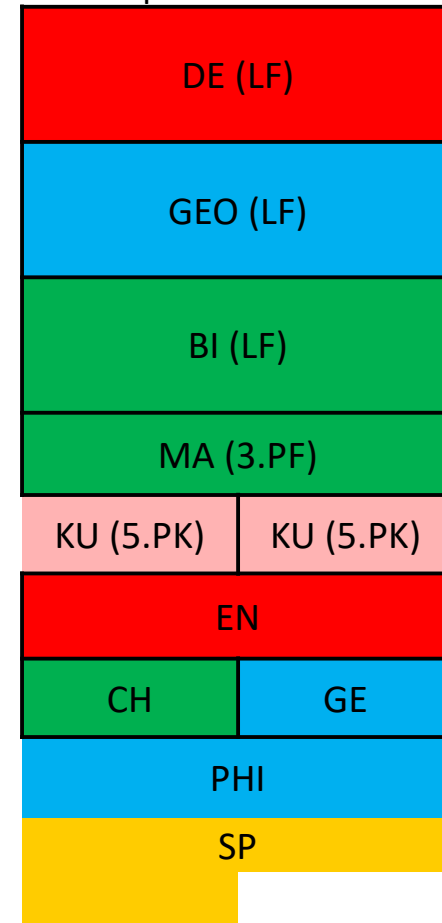 DE (LF)
GEO (LF)
BI (LF)
MA (3.PF)
KU (5.PK) KU (5.PK)
EN
CH GE
PHI
SP